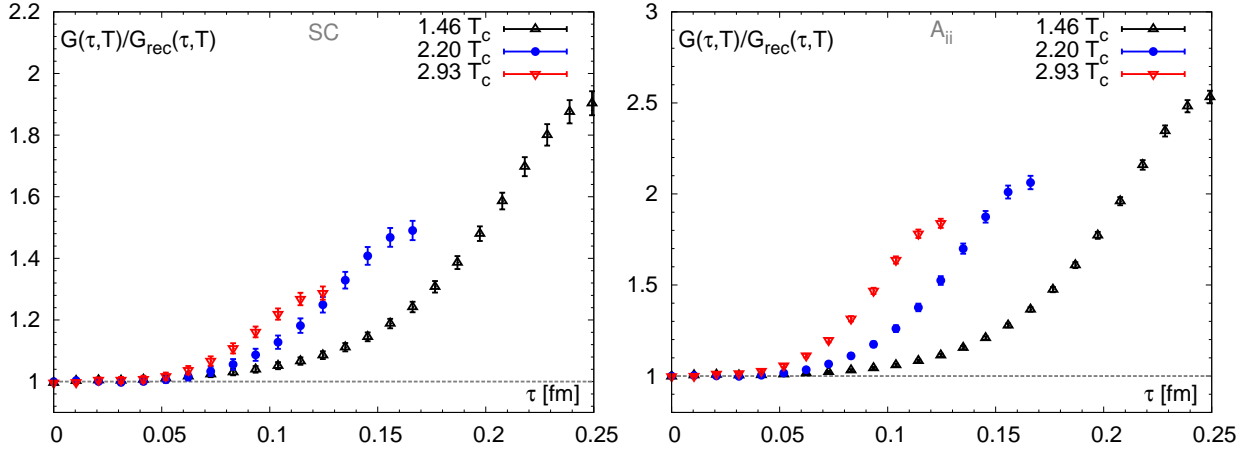 2.2
2
1.8
1.6
1.4
1.2
1
0
0.05
0.1
0.15
0.2
0.25
G(τ,T)/G_rec(τ,T)
SC
1.46 T_c
2.20 T_c
2.93 T_c
τ [fm]
3
2.5
2
1.5
1
0
0.05
0.1
0.15
0.2
0.25
G(τ,T)/G_rec(τ,T)
A_ii
1.46 T_c
2.20 T_c
2.93 T_c
τ [fm]